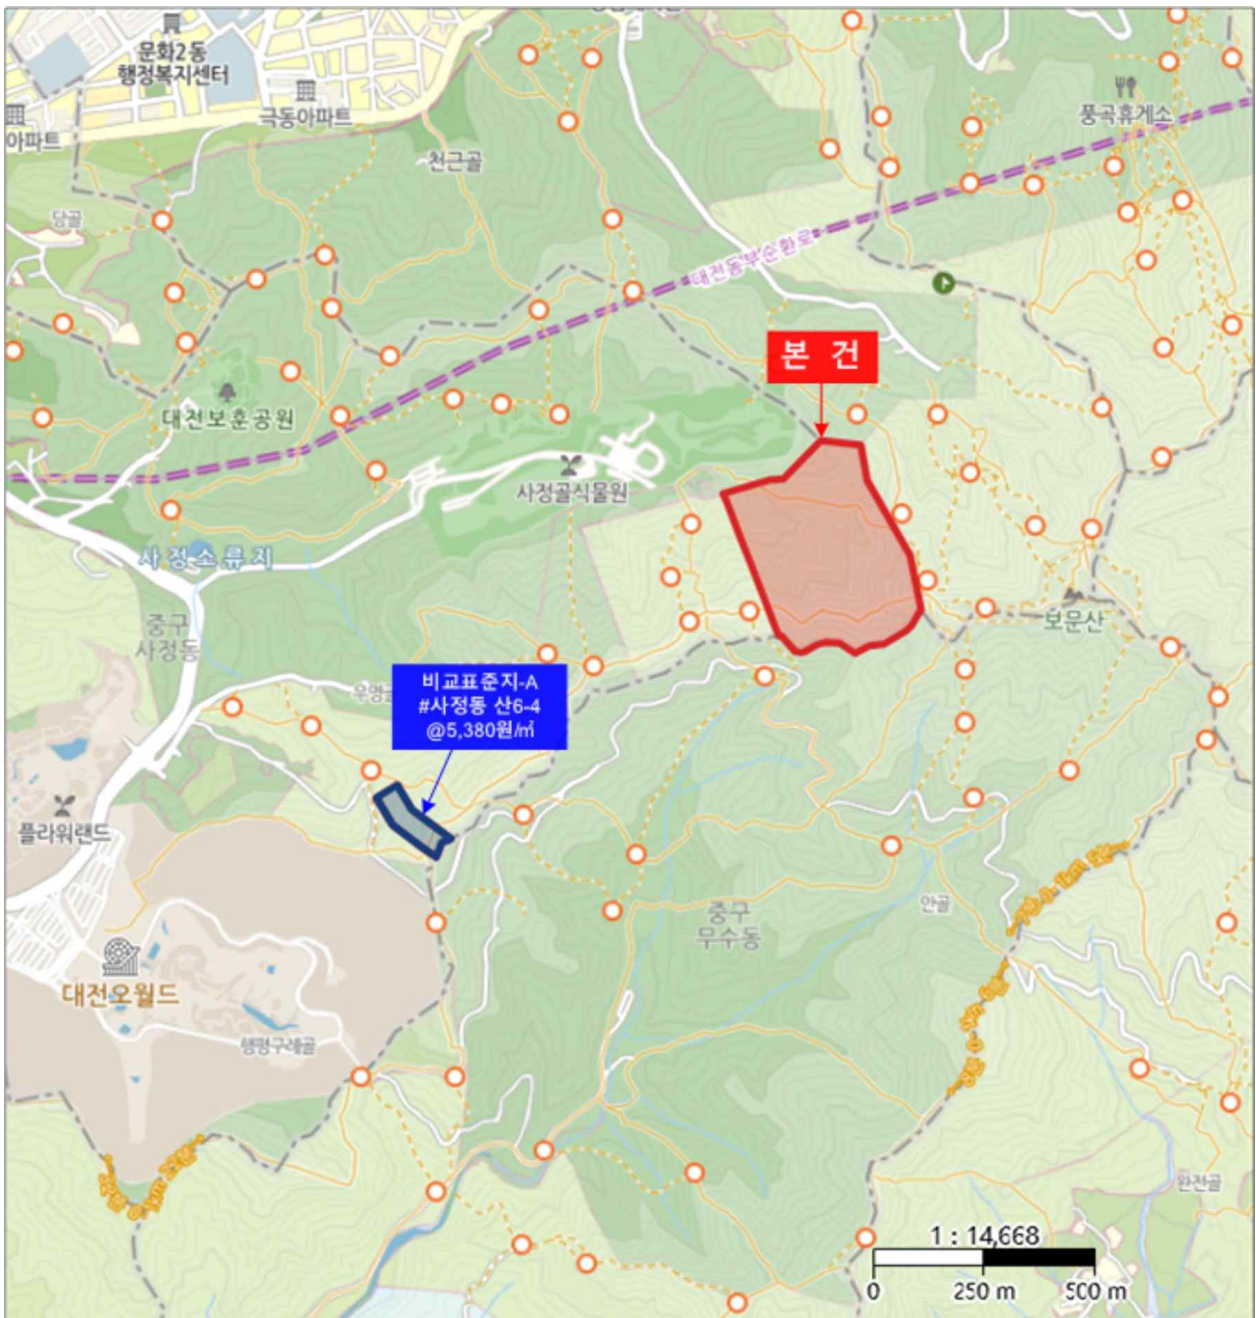 문화2동
행정복지센터
극동아파트
아파트
천근골
풍곡휴게소
담골
대전동부순환로
본 건
대전보훈공원
사정골식물원
사정소류지
중구
사정동
보문산
비교표준지-A
#사정동 산6-4
@5,380원/㎡
플라워랜드
안골
중구
무수동
대전오월드
행평구레골
완전골
1 : 14,668
0
250 m
500 m